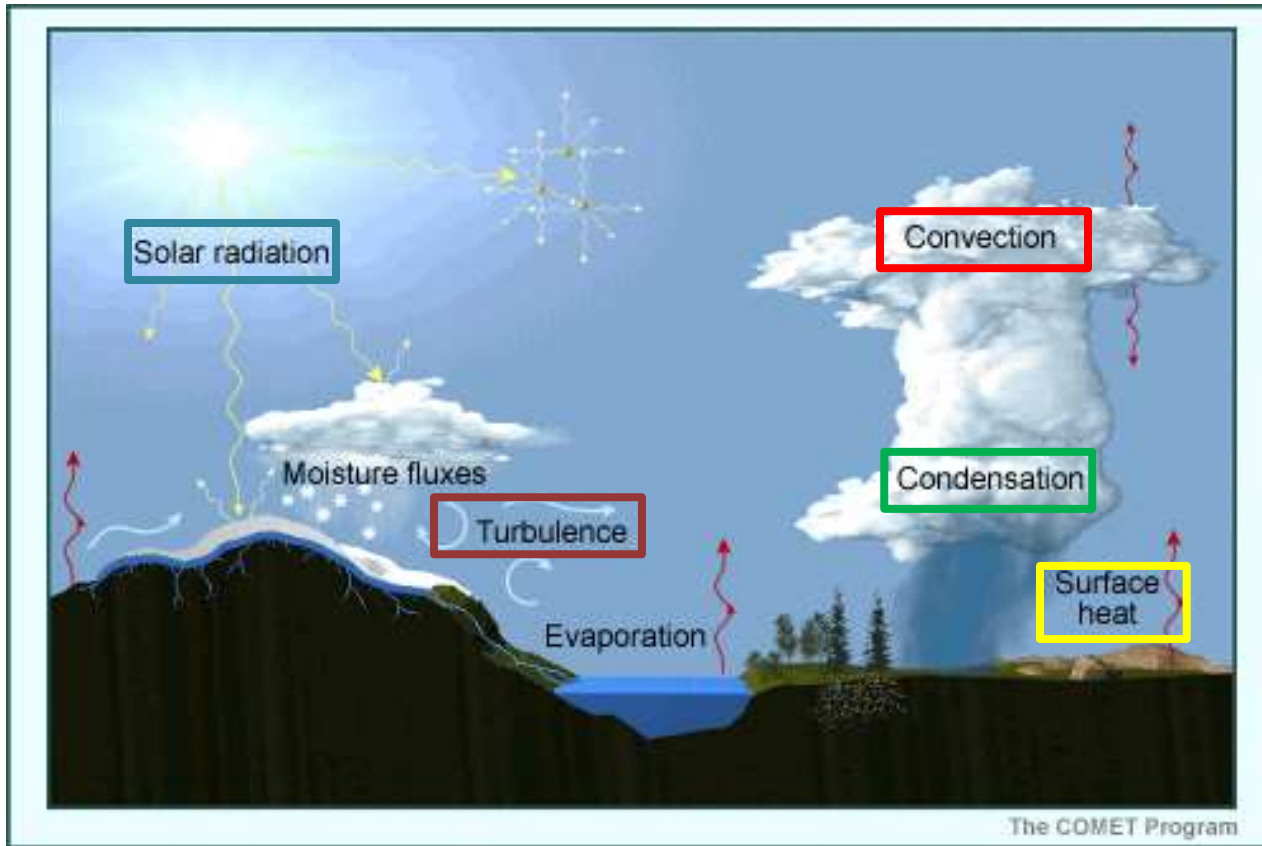 Solar radiation
Convection
Moisture fluxes
Condensation
Turbulence
Surface
heat
Evaporation
The COMET Program